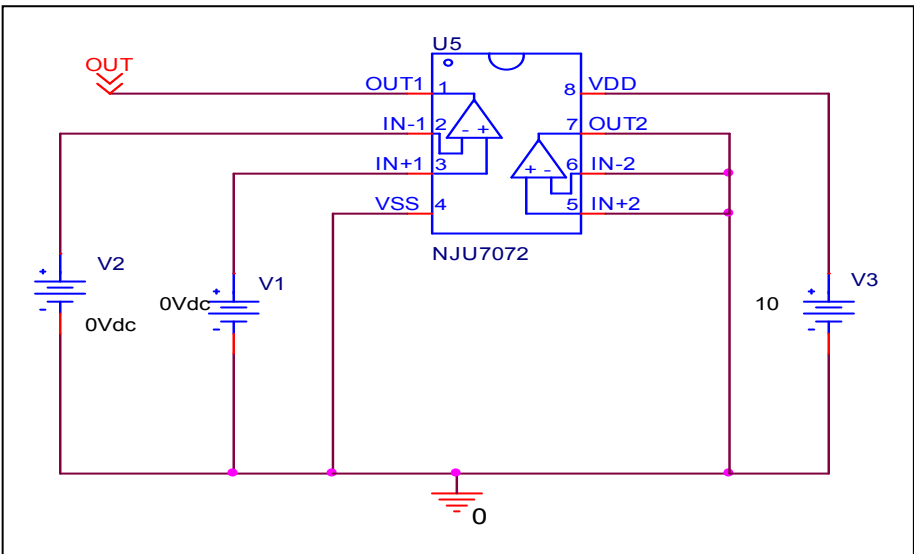 U5
OUT
OUT1 1 8 VDD
IN-1 2 - + 7 OUT2
IN+1 3 + - 6 IN-2
VSS 4 5 IN+2
NJU7072
+ V2 -
0Vdc
+ V1 -
0Vdc
+ V3 -
10
0